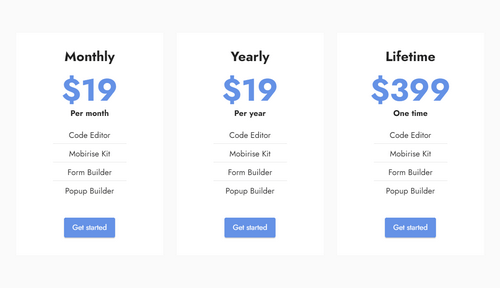 Monthly
$19
Per month
Code Editor
Mobirise Kit
Form Builder
Popup Builder
Get started
Yearly
$19
Per year
Code Editor
Mobirise Kit
Form Builder
Popup Builder
Get started
Lifetime
$399
One time
Code Editor
Mobirise Kit
Form Builder
Popup Builder
Get started